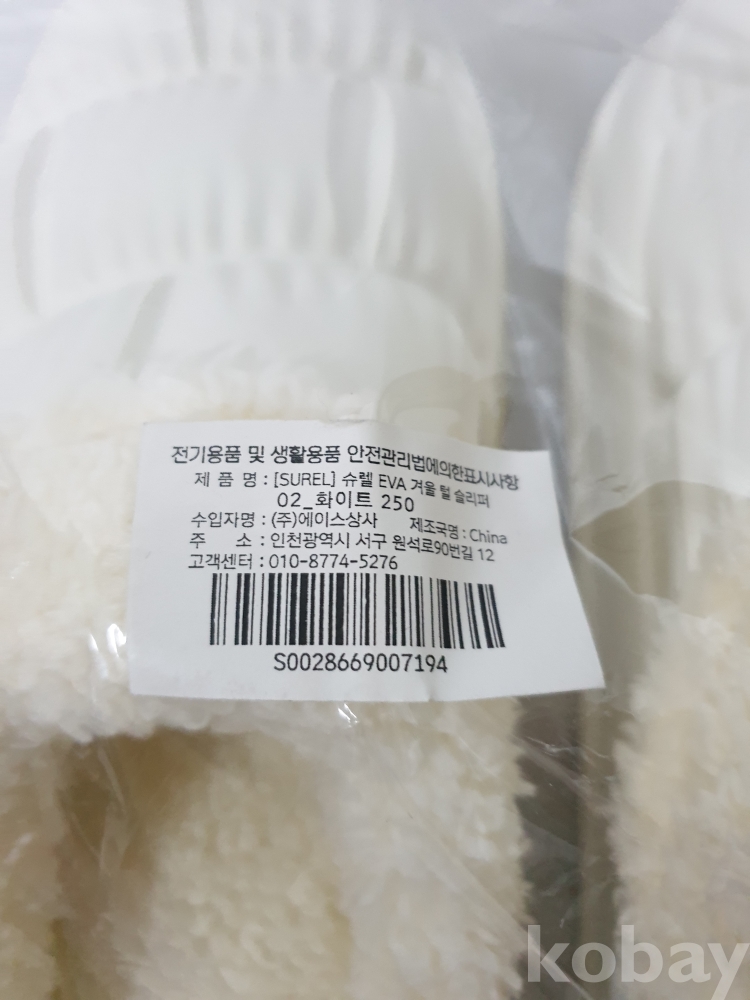 전기용품 및 생활용품 안전관리법에의한표시사항
제 품 명 : [SUREL] 슈렐 EVA 겨울 털 슬리퍼
02_화이트 250
수입자명 : (주)에이스상사 제조국명 : China
주 소 : 인천광역시 서구 원석로90번길 12
고객센터 : 010-8774-5276
S0028669007194
kobay